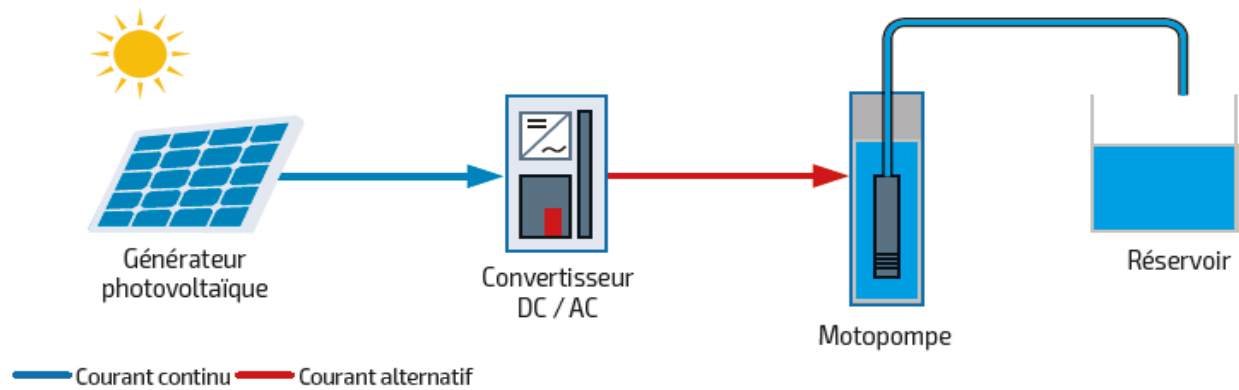 Générateur
photovoltaïque
Convertisseur
DC / AC
Motopompe
Réservoir
Courant continu
Courant alternatif